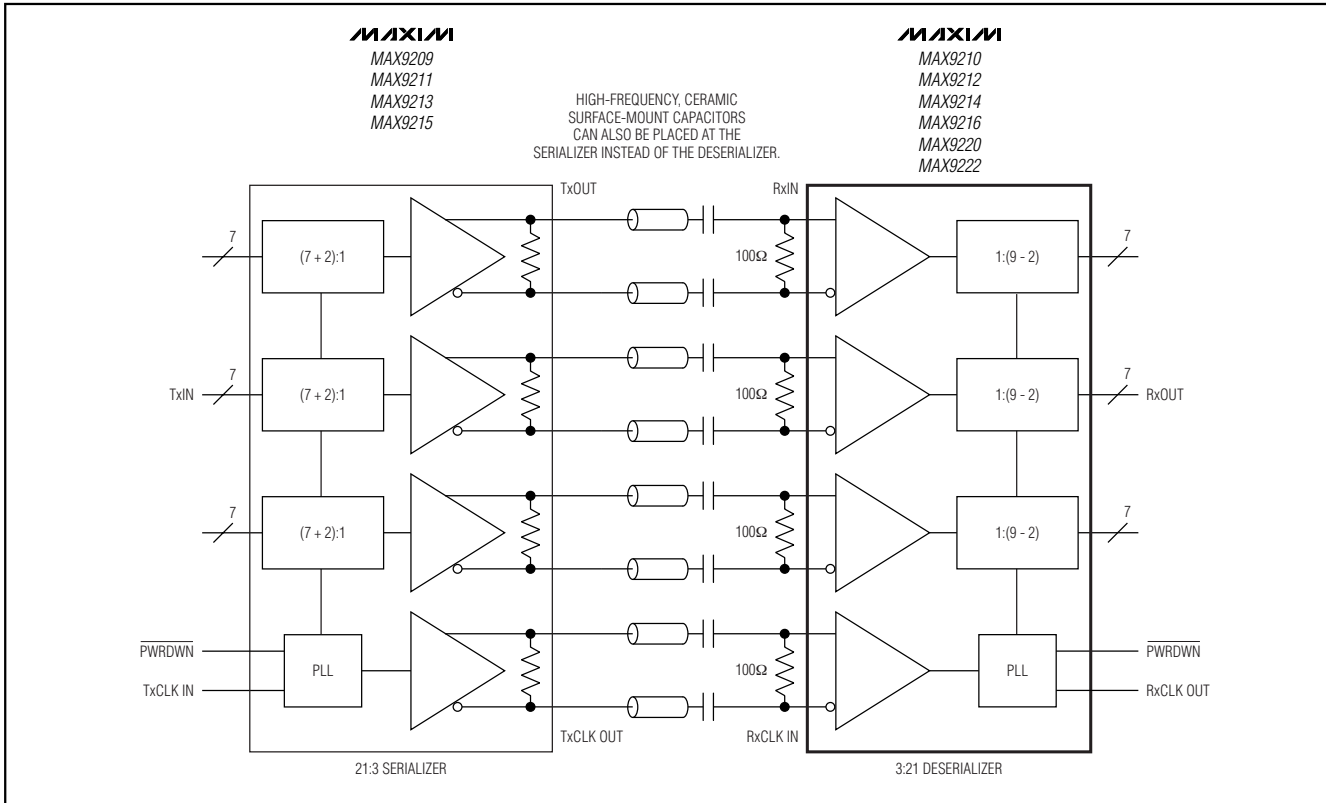 MAXIM
MAX9209
MAX9211
MAX9213
MAX9215
HIGH-FREQUENCY, CERAMIC
SURFACE-MOUNT CAPACITORS
CAN ALSO BE PLACED AT THE
SERIALIZER INSTEAD OF THE DESERIALIZER.
MAXIM
MAX9210
MAX9212
MAX9214
MAX9216
MAX9220
MAX9222
TxOUT
RxIN
7
(7 + 2):1
100Ω
1:(9 - 2)
7
TxIN
7
(7 + 2):1
100Ω
1:(9 - 2)
7
RxOUT
7
(7 + 2):1
100Ω
1:(9 - 2)
7
PWRDWN
TxCLK IN
PLL
100Ω
PLL
PWRDWN
RxCLK OUT
TxCLK OUT
RxCLK IN
21:3 SERIALIZER
3:21 DESERIALIZER